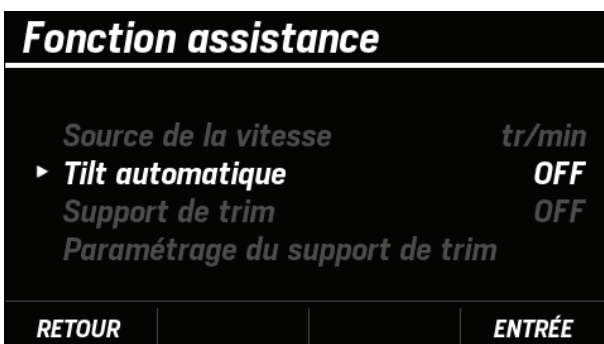 Fonction assistance
Source de la vitesse tr/min
Tilt automatique OFF
Support de trim OFF
Paramétrage du support de trim
RETOUR ENTRÉE